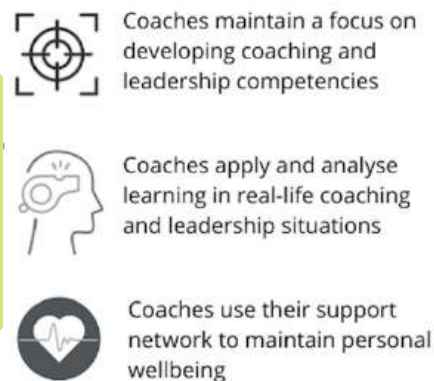 Coaches maintain a focus on
developing coaching and
leadership competencies
Coaches apply and analyse
learning in real-life coaching
and leadership situations
Coaches use their support
network to maintain personal
wellbeing